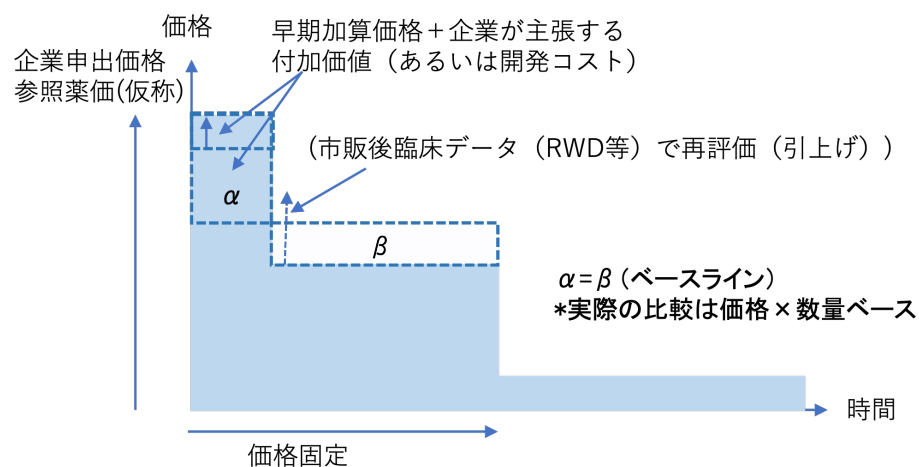 価格
早期加算価格＋企業が主張する
付加価値（あるいは開発コスト）
企業申出価格
参照薬価(仮称)
(市販後臨床データ（RWD等）で再評価（引上げ）)
α
β
α=β (ベースライン)
*実際の比較は価格×数量ベース
時間
価格固定